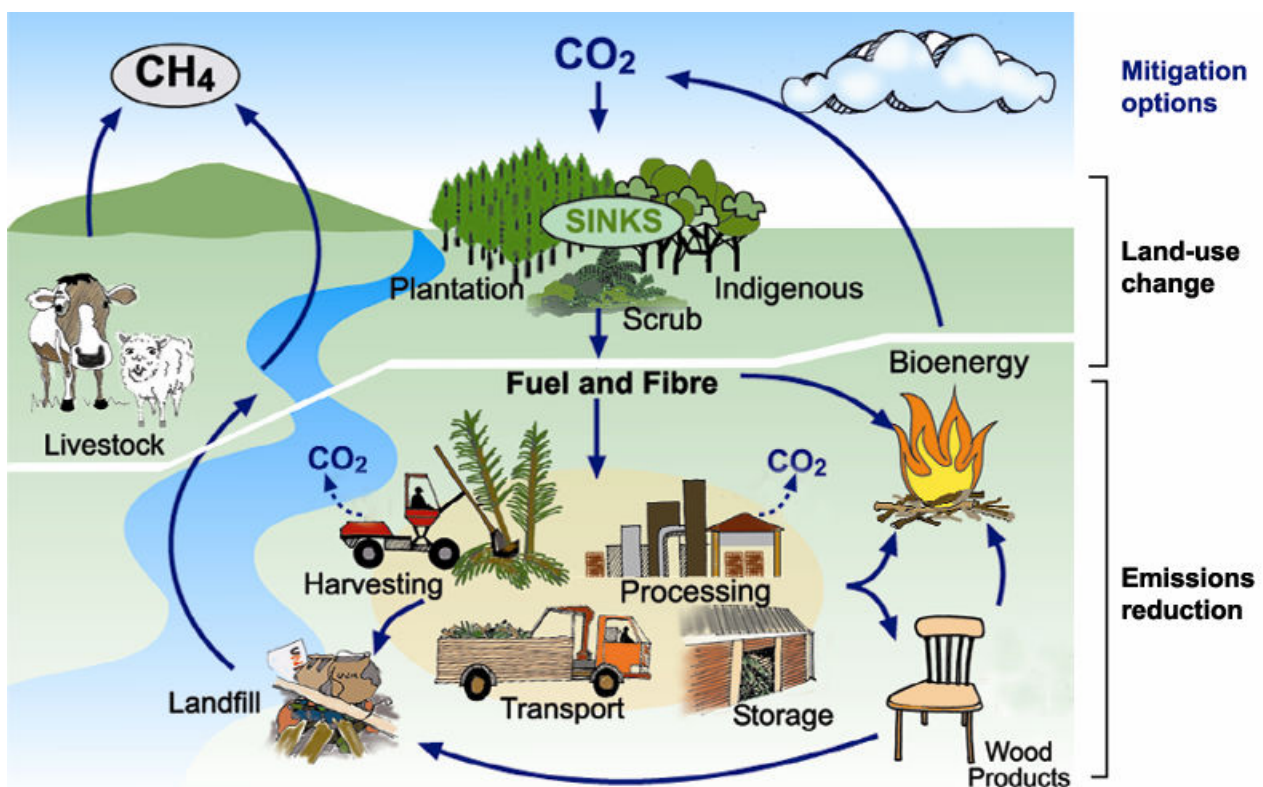 CH₄
CO₂
Mitigation
options
SINKS
Plantation
Indigenous
Scrub
Land-use
change
Livestock
Fuel and Fibre
Bioenergy
CO₂
CO₂
Harvesting
Processing
Emissions
reduction
Landfill
Transport
Storage
Wood
Products